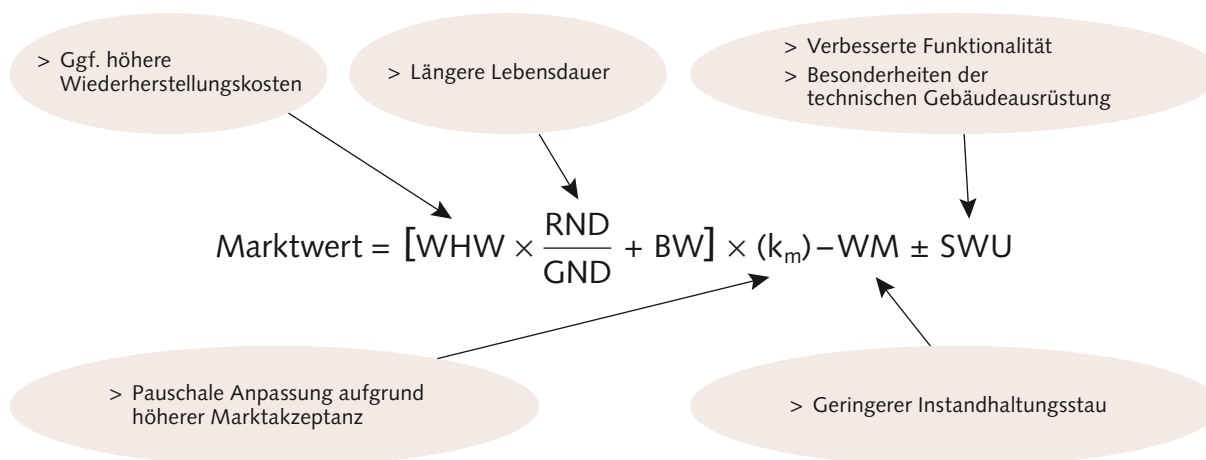 > Ggf. höhere
Wiederherstellungskosten
> Längere Lebensdauer
> Verbesserte Funktionalität
> Besonderheiten der
technischen Gebäudeausrüstung
Marktwert = [WHW × RND/GND + BW] × (kₘ) – WM ± SWU
> Pauschale Anpassung aufgrund
höherer Marktakzeptanz
> Geringerer Instandhaltungsstau